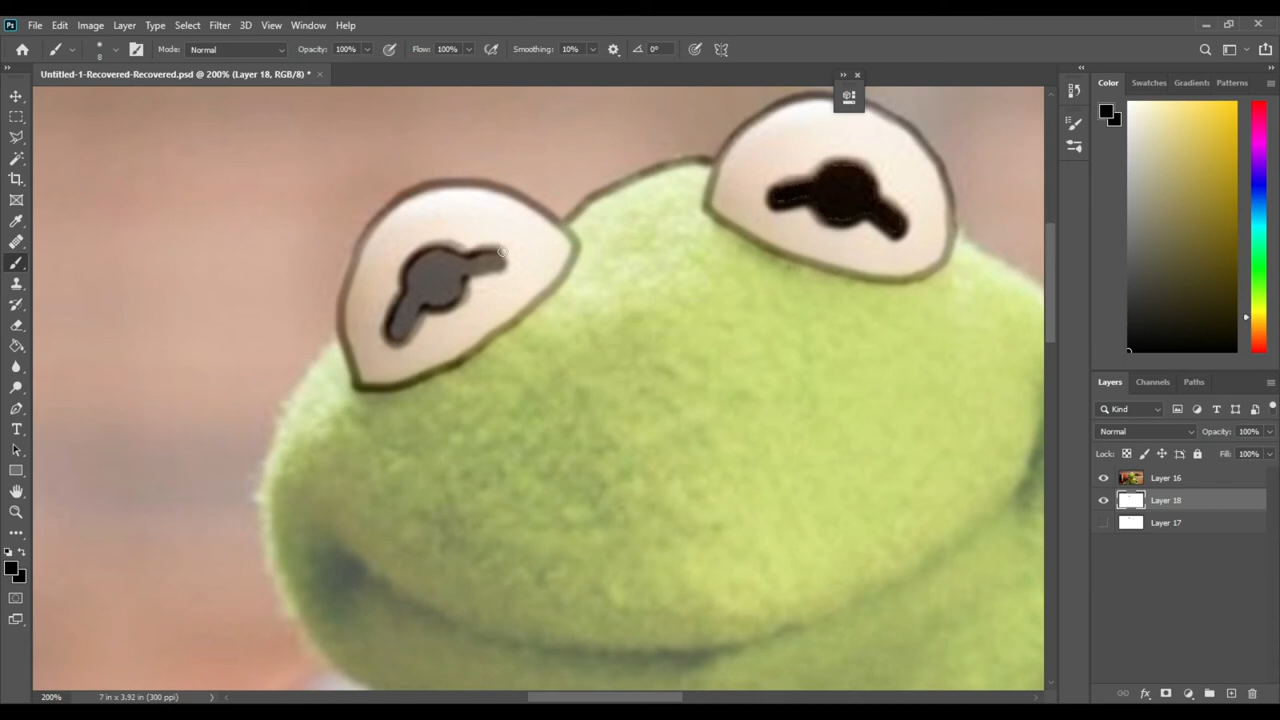 Ps File Edit Image Layer Type Select Filter 3D View Window Help
8 Mode: Normal Opacity: 100% Flow: 100% Smoothing: 10% 0°
Untitled-1-Recovered-Recovered.psd @ 200% (Layer 18, RGB/8) *
Color Swatches Gradients Patterns
Layers Channels Paths
Kind
Normal Opacity: 100%
Lock: Fill: 100%
Layer 16
Layer 18
Layer 17
200% 7 in x 3.92 in (300 ppi)